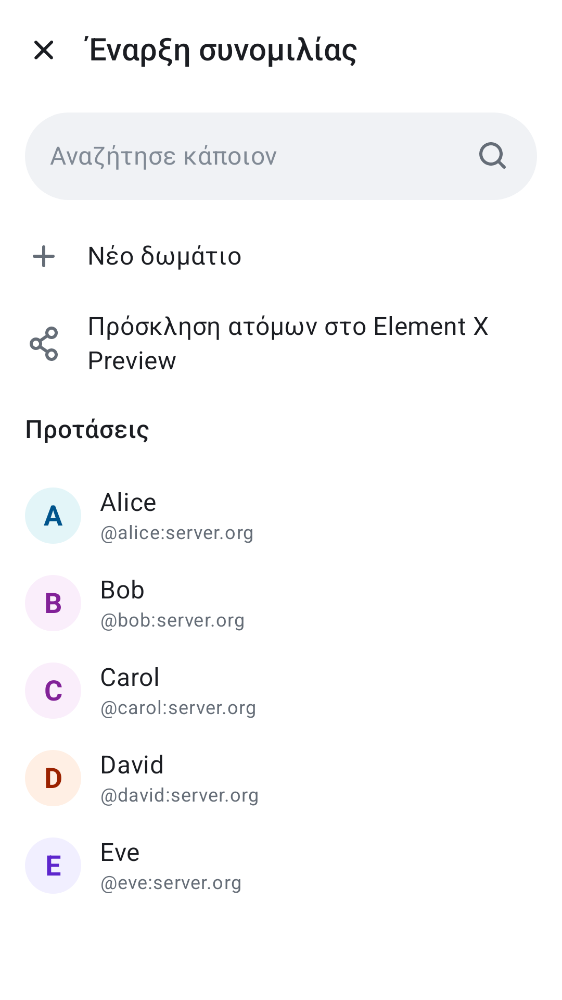 Έναρξη συνομιλίας
Αναζήτησε κάποιον
Νέο δωμάτιο
Πρόσκληση ατόμων στο Element X
Preview
Προτάσεις
A
Alice
@alice:server.org
B
Bob
@bob:server.org
C
Carol
@carol:server.org
D
David
@david:server.org
E
Eve
@eve:server.org